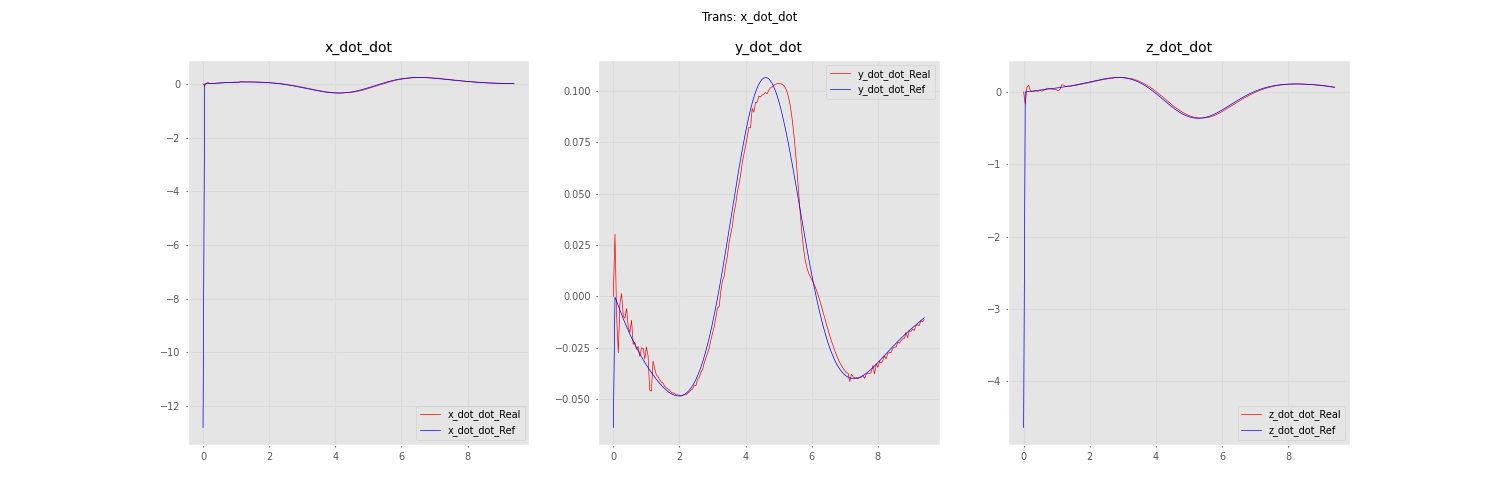 Trans: x_dot_dot
x_dot_dot
0
−2
−4
−6
−8
−10
−12
0 2 4 6 8
x_dot_dot_Real
x_dot_dot_Ref
y_dot_dot
0.100
0.075
0.050
0.025
0.000
−0.025
−0.050
0 2 4 6 8
y_dot_dot_Real
y_dot_dot_Ref
z_dot_dot
0
−1
−2
−3
−4
0 2 4 6 8
z_dot_dot_Real
z_dot_dot_Ref